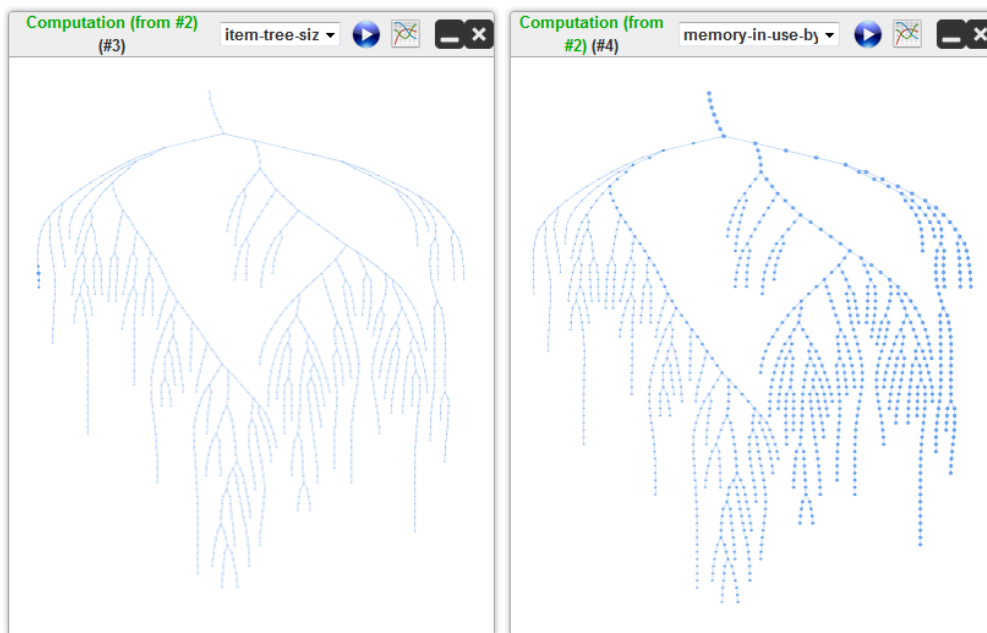 Computation (from #2)
(#3)
item-tree-siz
Computation (from
#2) (#4)
memory-in-use-by